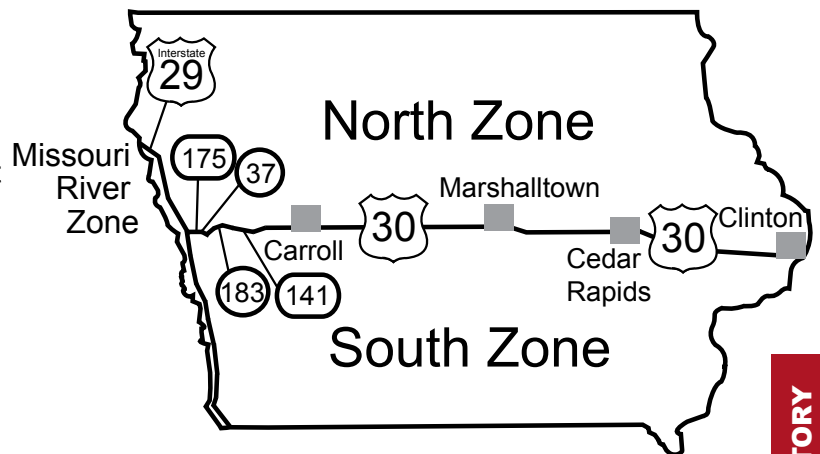 Interstate
29
North Zone
Missouri
River
Zone
175
37
Marshalltown
Clinton
30
30
Carroll
Cedar
Rapids
183
141
South Zone